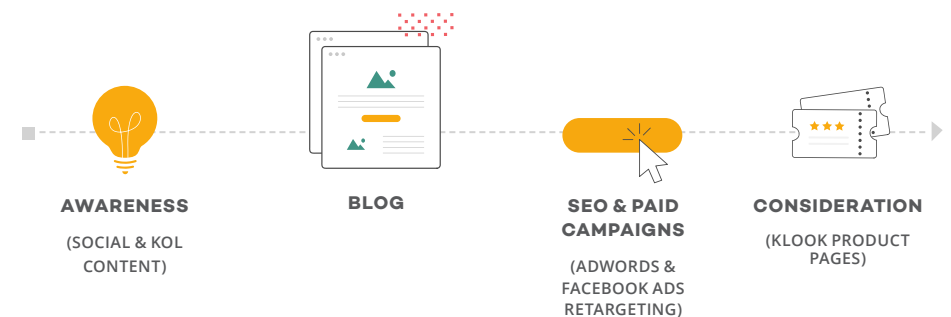 AWARENESS
(SOCIAL & KOL
CONTENT)
BLOG
SEO & PAID
CAMPAIGNS
(ADWORDS &
FACEBOOK ADS
RETARGETING)
CONSIDERATION
(KLOOK PRODUCT
PAGES)